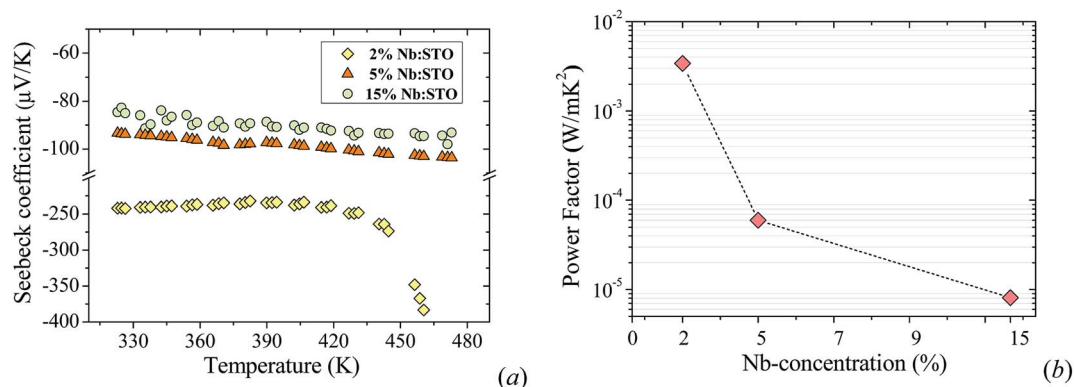 Seebeck coefficient (µV/K)
-60
-80
-100
-250
-300
-350
-400
2% Nb:STO
5% Nb:STO
15% Nb:STO
330 360 390 420 450 480
Temperature (K)
(a)
Power Factor (W/mK²)
10⁻²
10⁻³
10⁻⁴
10⁻⁵
0 2 5 7 9 15
Nb-concentration (%)
(b)